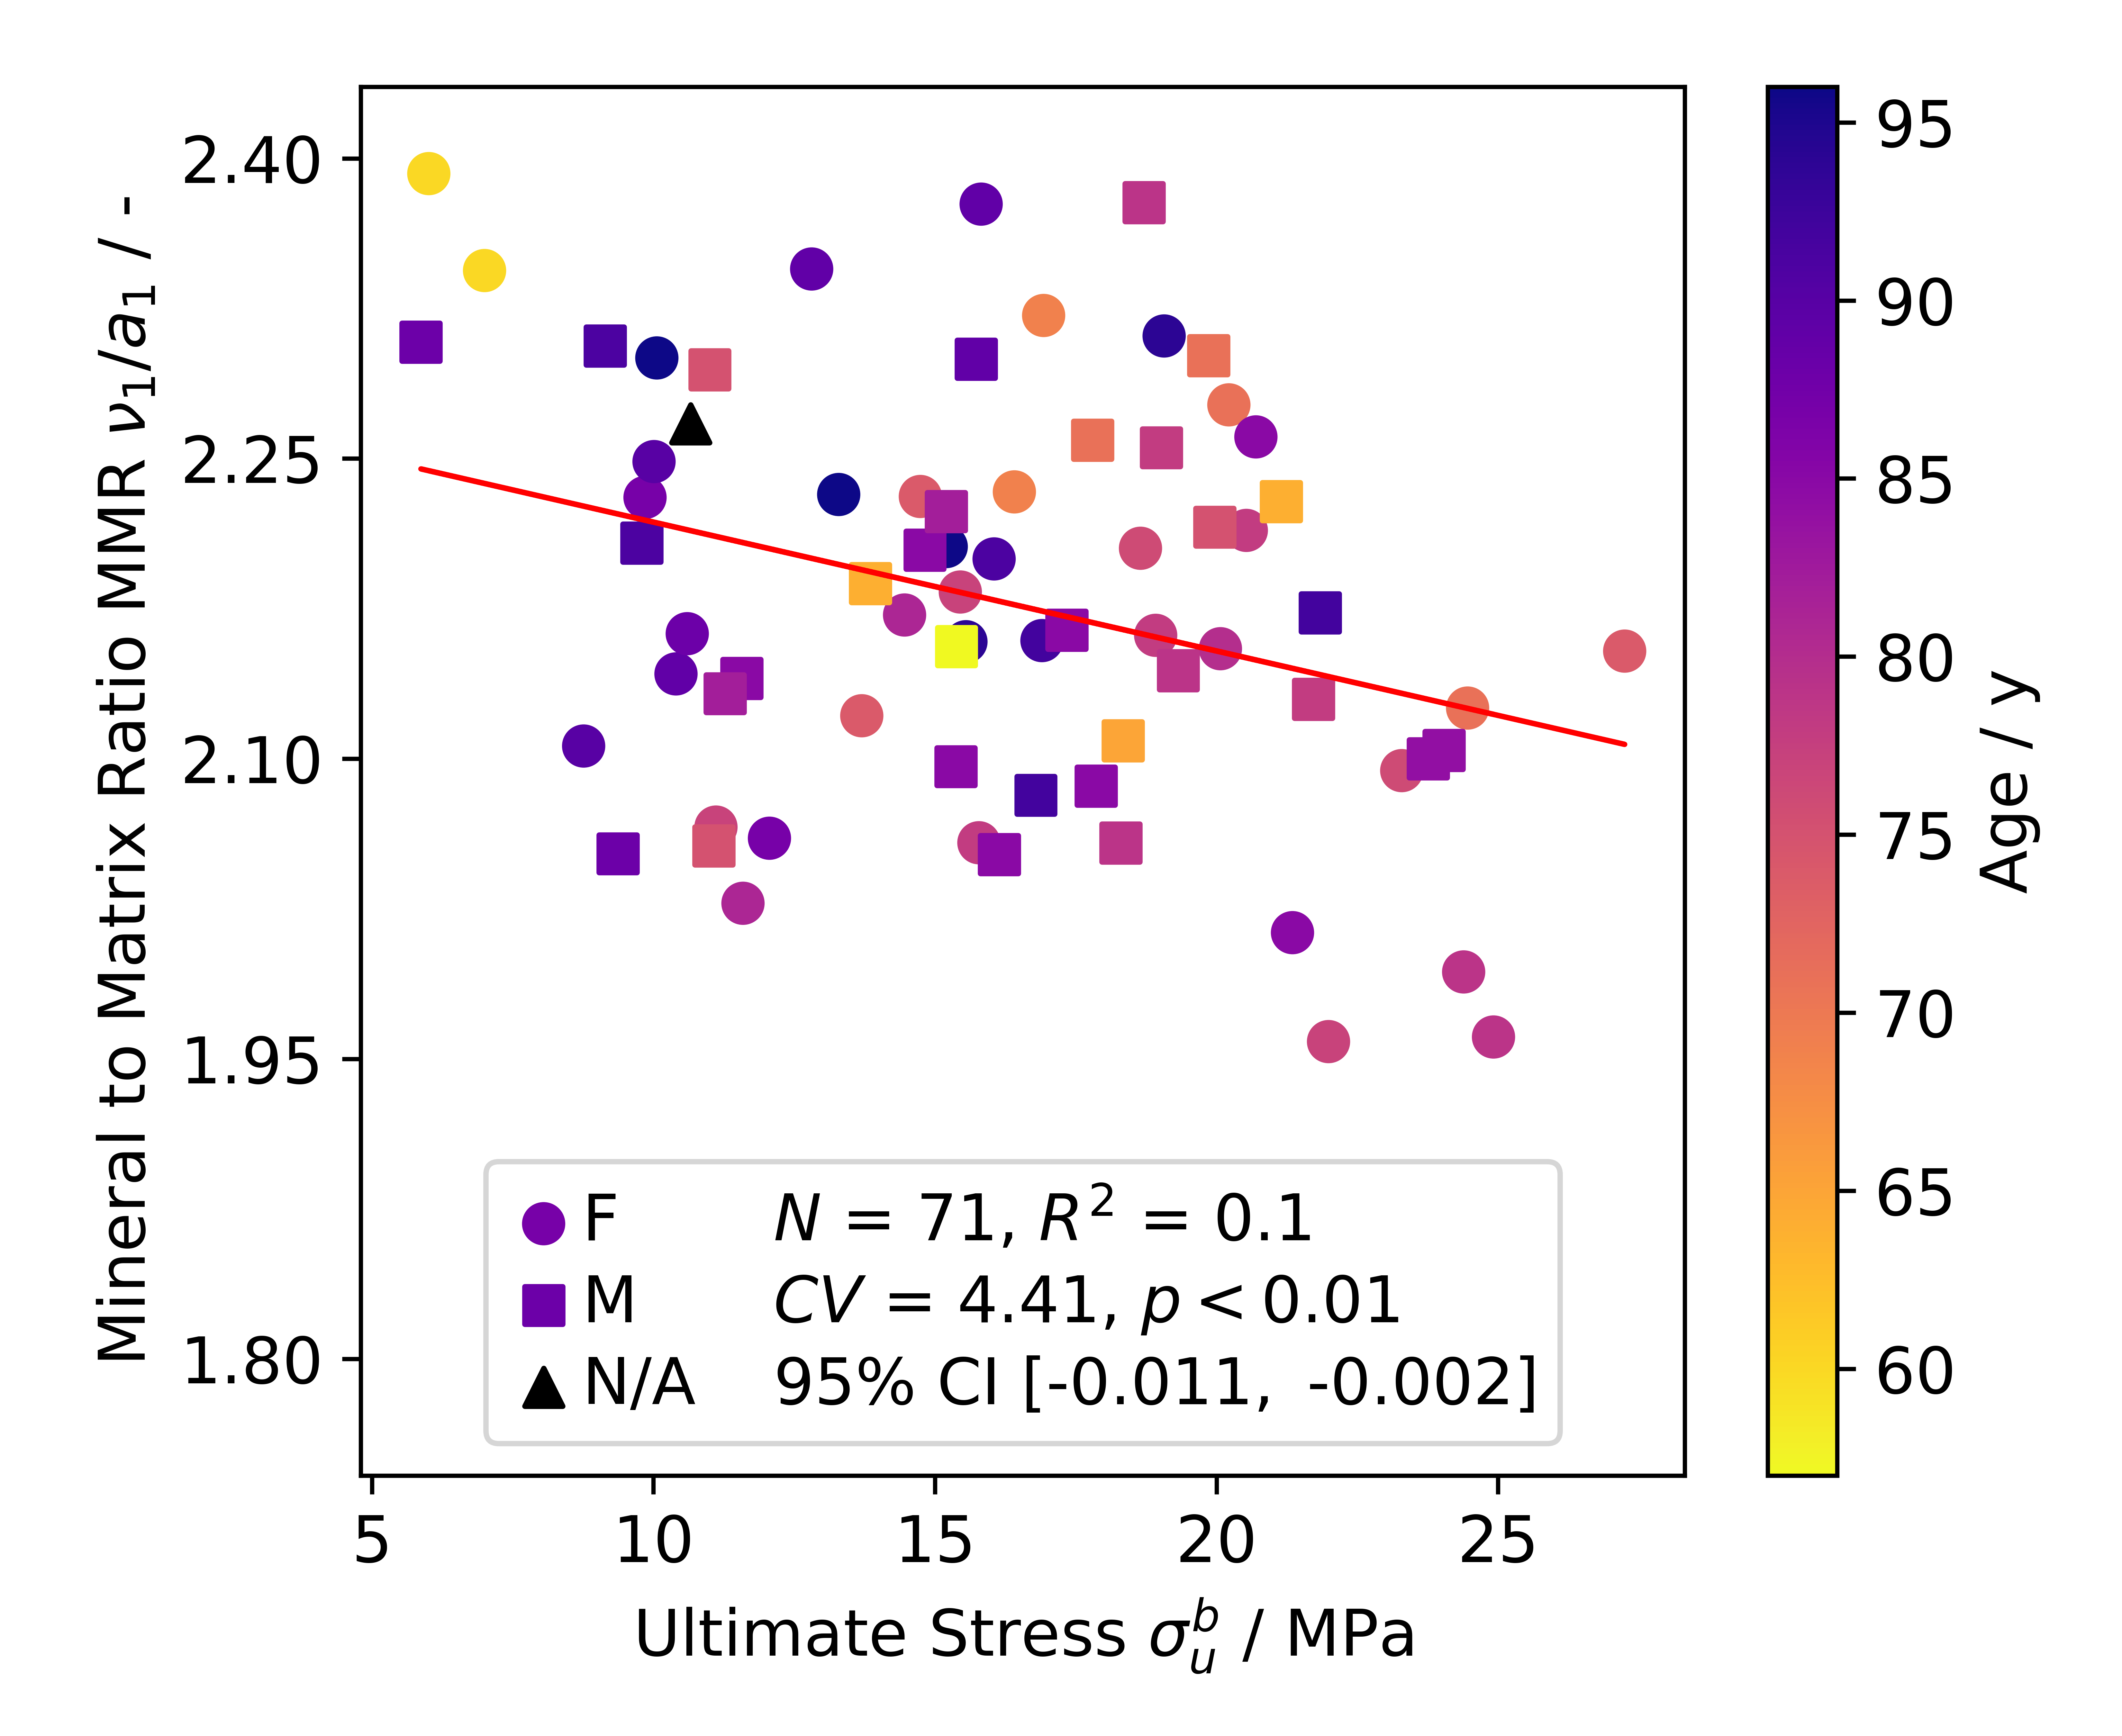 Mineral to Matrix Ratio MMR ν₁/a₁ / -
2.40
2.25
2.10
1.95
1.80
F N = 71, R² = 0.1
M CV = 4.41, p < 0.01
N/A 95% CI [-0.011, -0.002]
5 10 15 20 25
Ultimate Stress σᵤᵇ / MPa
95
90
85
80
75
70
65
60
Age / y